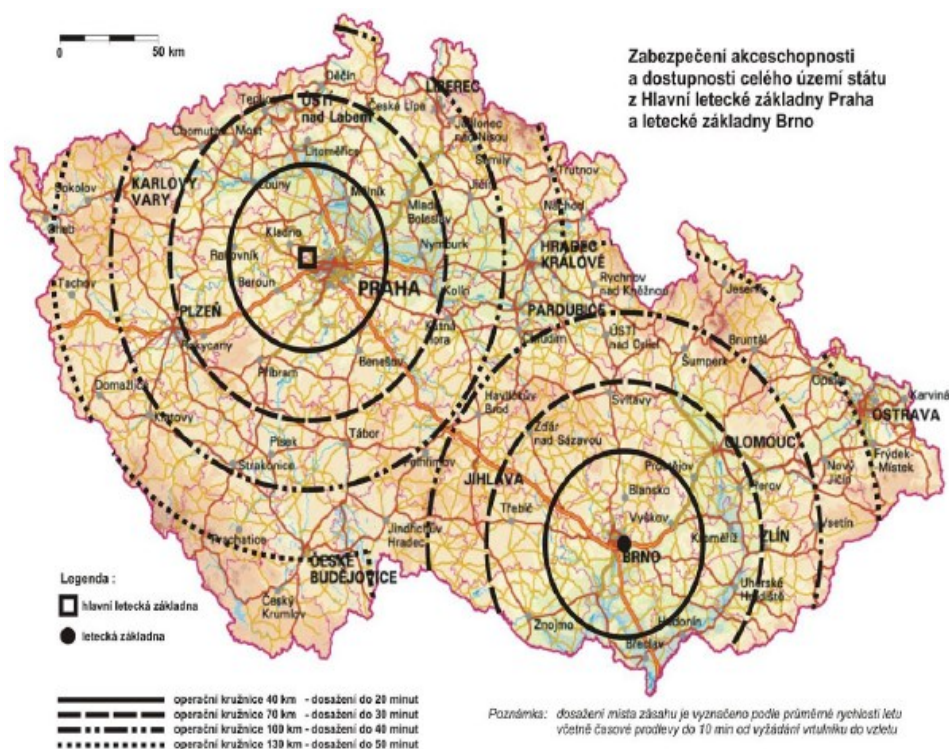 0 50 km
Zabezpečení akceschopnosti
a dostupnosti celého území státu
z Hlavní letecké základny Praha
a letecké základny Brno
Děčín
LIBEREC
ÚSTÍ
nad Labem
Česká Lípa
Jablonec
nad Nisou
Chomutov
Most
Litoměřice
Semily
Trutnov
Sokolov
KARLOVY
VARY
Louny
Mělník
Jičín
Mladá
Boleslav
Náchod
Cheb
Kladno
Nymburk
HRADEC
KRÁLOVÉ
Rakovník
Beroun
PRAHA
Kolín
Rychnov
nad Kněžnou
Jeseník
Tachov
PLZEŇ
PARDUBICE
Kutná
Hora
Chrudim
ÚSTÍ
nad Orlicí
Bruntál
Rokycany
Benešov
Šumperk
Příbram
Opava
Karviná
Domažlice
Havlíčkův
Brod
Svitavy
OSTRAVA
Klatovy
Písek
Tábor
Žďár
nad Sázavou
OLOMOUC
Frýdek-
Místek
Strakonice
Pelhřimov
JIHLAVA
Prostějov
Přerov
Nový
Jičín
Blansko
Třebíč
Vyškov
Vsetín
Prachatice
Jindřichův
Hradec
Kroměříž
ZLÍN
BRNO
ČESKÉ
BUDĚJOVICE
Uherské
Hradiště
Český
Krumlov
Znojmo
Hodonín
Břeclav
Legenda :
hlavní letecká základna
letecká základna
operační kružnice 40 km - dosažení do 20 minut
operační kružnice 70 km - dosažení do 30 minut
operační kružnice 100 km - dosažení do 40 minut
operační kružnice 130 km - dosažení do 50 minut
Poznámka: dosažení místa zásahu je vyznačeno podle průměrné rychlosti letu
včetně časové prodlevy do 10 min od vyžádání vrtulníku do vzletu